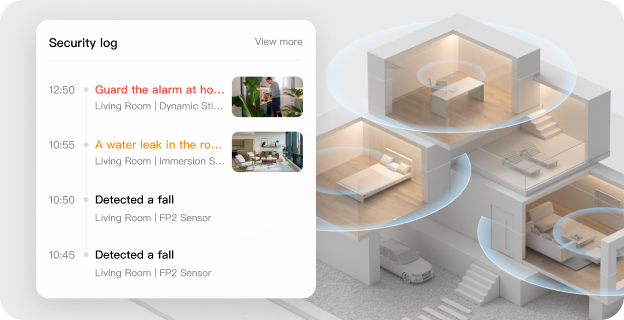 Security log
View more
12:50
Guard the alarm at ho...
Living Room | Dynamic Sti...
10:55
A water leak in the ro...
Living Room | Immersion S...
10:50
Detected a fall
Living Room | FP2 Sensor
10:45
Detected a fall
Living Room | FP2 Sensor